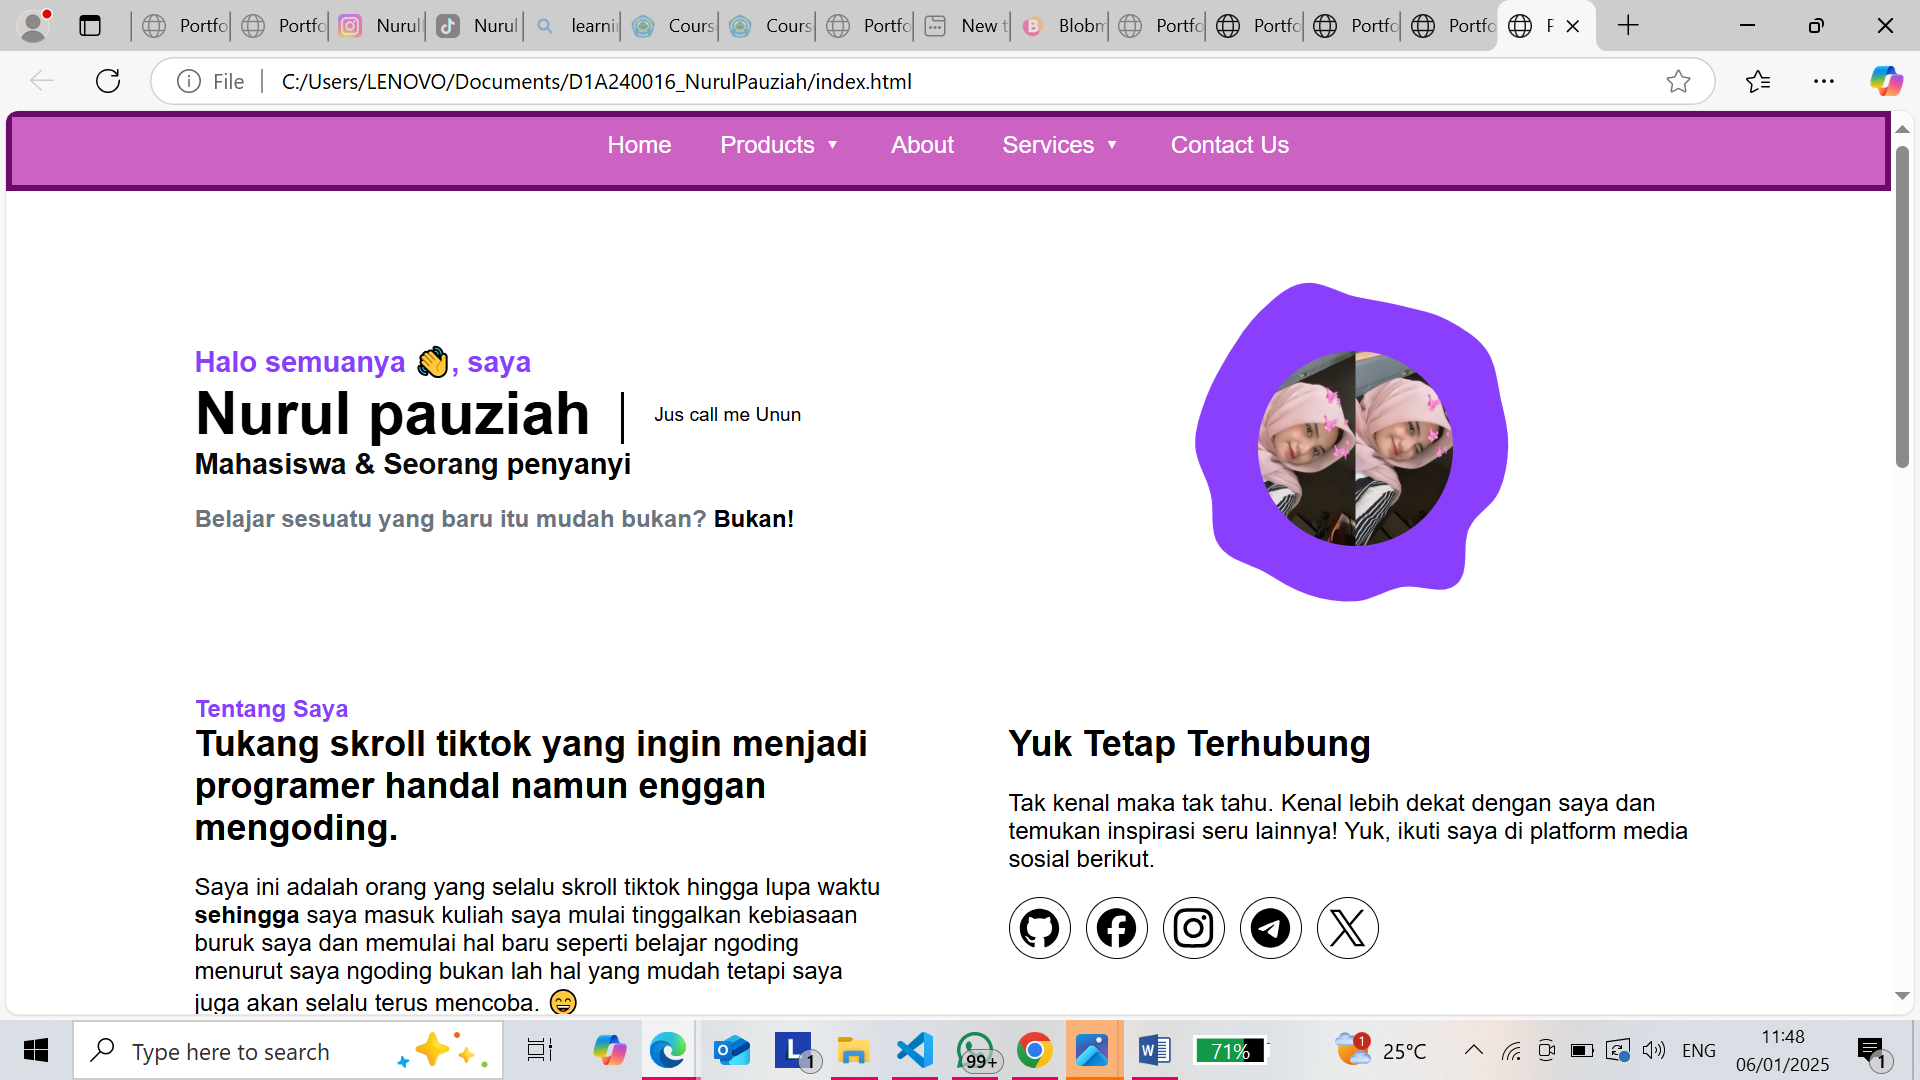 Portfo
Portfo
Nurul
Nurul
learni
Cours
Cours
Portfo
New t
Blobm
Portfo
Portfo
Portfo
Portfo
File
C:/Users/LENOVO/Documents/D1A240016_NurulPauziah/index.html
Home Products ▼ About Services ▼ Contact Us
Halo semuanya 👋, saya
Nurul pauziah
Jus call me Unun
Mahasiswa & Seorang penyanyi
Belajar sesuatu yang baru itu mudah bukan? Bukan!
Tentang Saya
Tukang skroll tiktok yang ingin menjadi
programer handal namun enggan
mengoding.
Saya ini adalah orang yang selalu skroll tiktok hingga lupa waktu
sehingga saya masuk kuliah saya mulai tinggalkan kebiasaan
buruk saya dan memulai hal baru seperti belajar ngoding
menurut saya ngoding bukan lah hal yang mudah tetapi saya
juga akan selalu terus mencoba. 😄
Yuk Tetap Terhubung
Tak kenal maka tak tahu. Kenal lebih dekat dengan saya dan
temukan inspirasi seru lainnya! Yuk, ikuti saya di platform media
sosial berikut.
Type here to search
L
1
99+
71%
1
25°C
ENG
11:48
06/01/2025
1